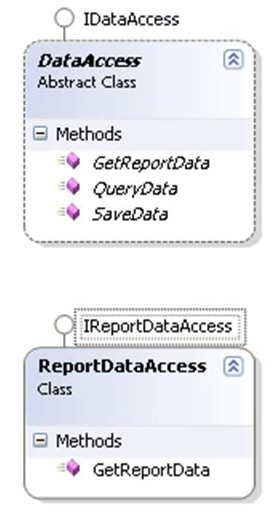 IDataAccess
DataAccess
Abstract Class
Methods
GetReportData
QueryData
SaveData
IReportDataAccess
ReportDataAccess
Class
Methods
GetReportData